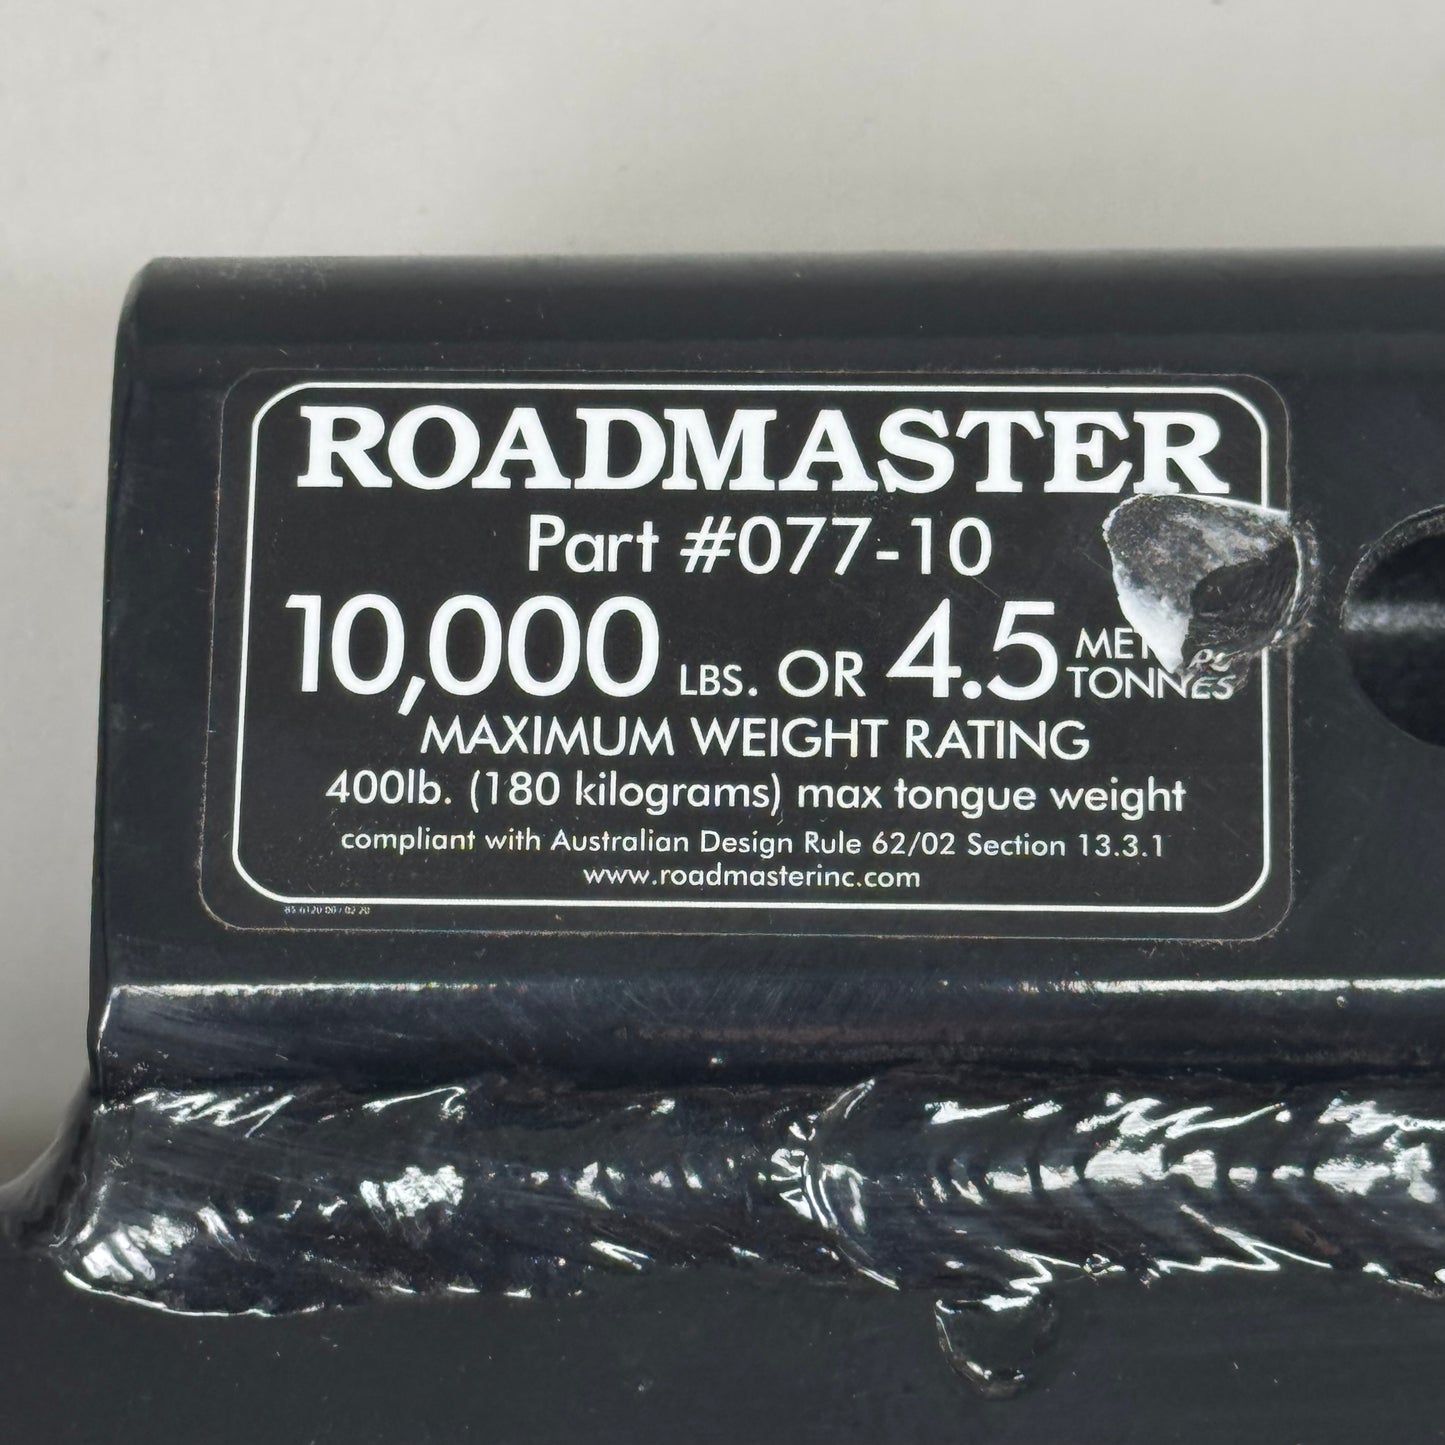 ROADMASTER
Part #077-10
10,000 LBS. OR 4.5 TONNES
MAXIMUM WEIGHT RATING
400lb. (180 kilograms) max tongue weight
compliant with Australian Design Rule 62/02 Section 13.3.1
www.roadmasterinc.com